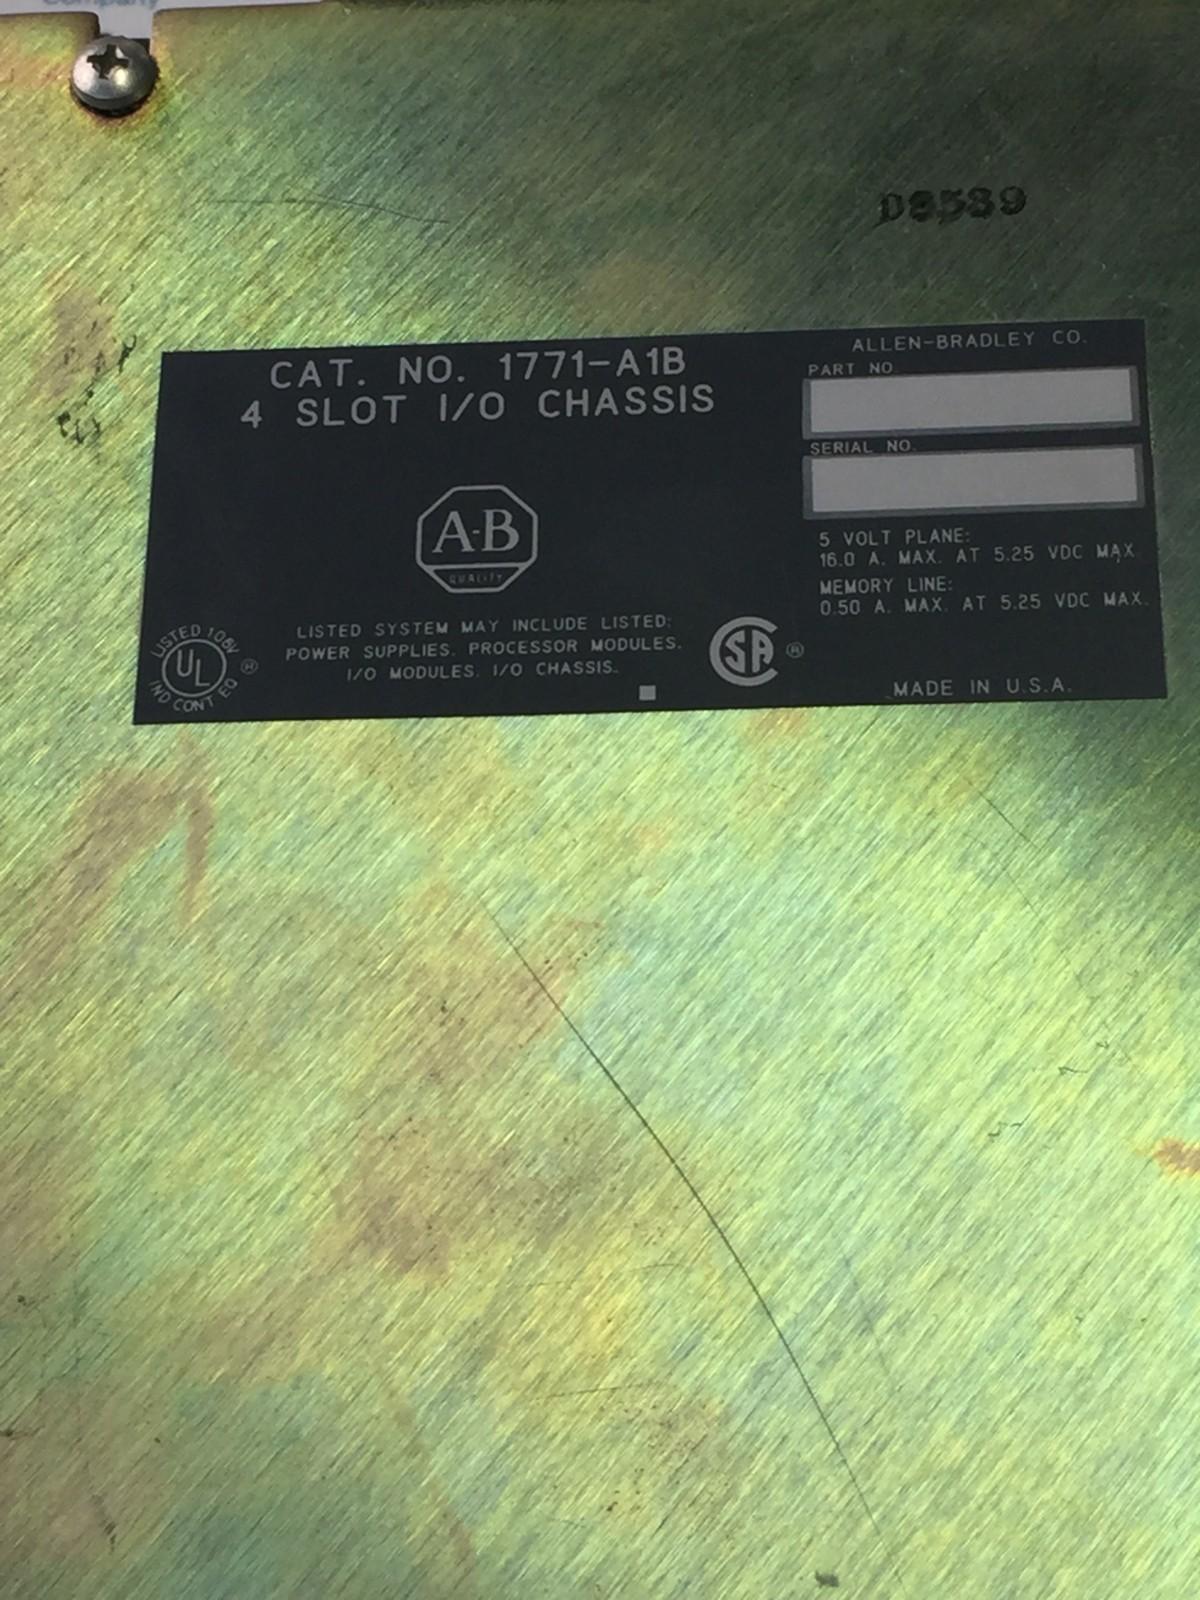 Company
D8589
CAT. NO. 1771-A1B
4 SLOT I/O CHASSIS
A-B
QUALITY
LISTED SYSTEM MAY INCLUDE LISTED:
POWER SUPPLIES. PROCESSOR MODULES.
I/O MODULES. I/O CHASSIS.
LISTED 106V
UL ®
IND CONT EQ
SA ®
ALLEN-BRADLEY CO.
PART NO.
SERIAL NO.
5 VOLT PLANE:
16.0 A. MAX. AT 5.25 VDC MAX.
MEMORY LINE:
0.50 A. MAX. AT 5.25 VDC MAX.
MADE IN U.S.A.